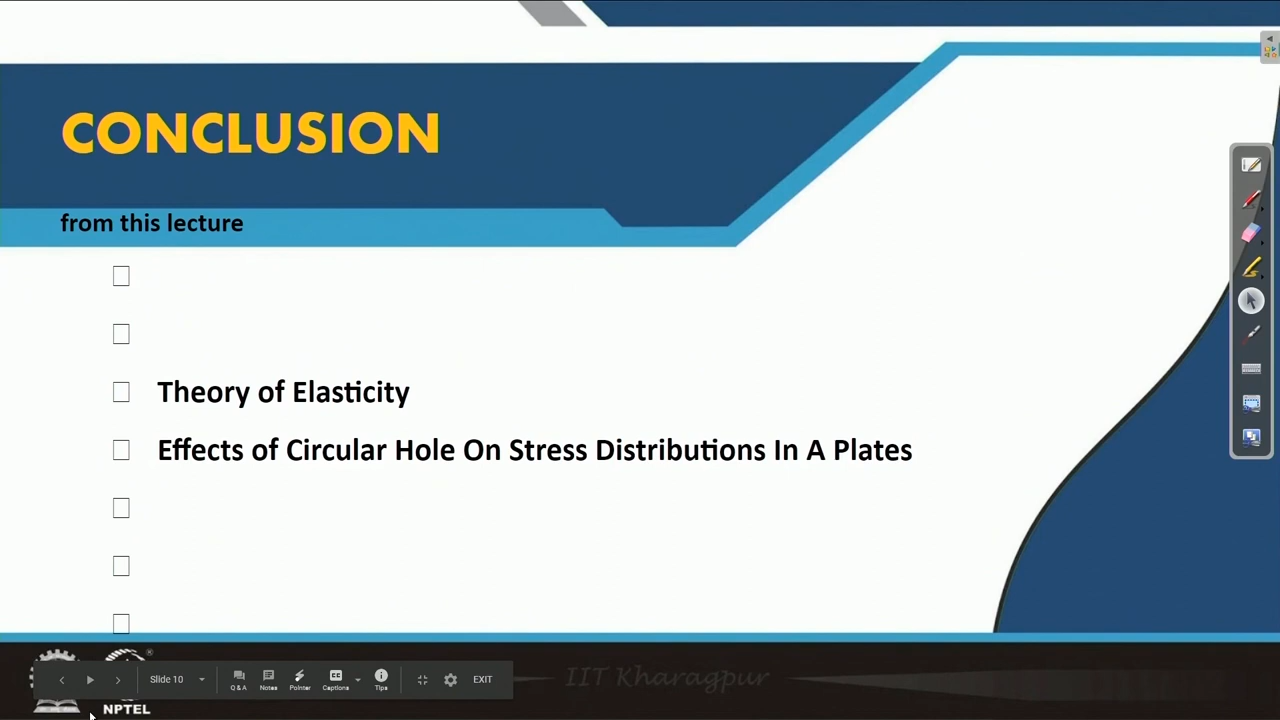 CONCLUSION
from this lecture
Theory of Elasticity
Effects of Circular Hole On Stress Distributions In A Plates
IIT Kharagpur
Slide 10
Q & A
Notes
Pointer
Captions
Tips
EXIT
NPTEL